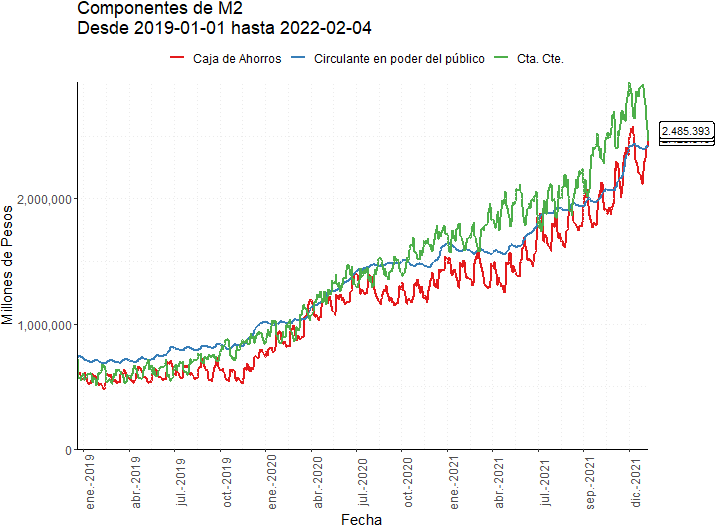 Componentes de M2
Desde 2019-01-01 hasta 2022-02-04
Caja de Ahorros Circulante en poder del público Cta. Cte.
Millones de Pesos
2,000,000
1,000,000
0
2.485.393
ene.-2019
abr.-2019
jul.-2019
oct.-2019
ene.-2020
abr.-2020
jul.-2020
oct.-2020
ene.-2021
abr.-2021
jul.-2021
sep.-2021
dic.-2021
Fecha